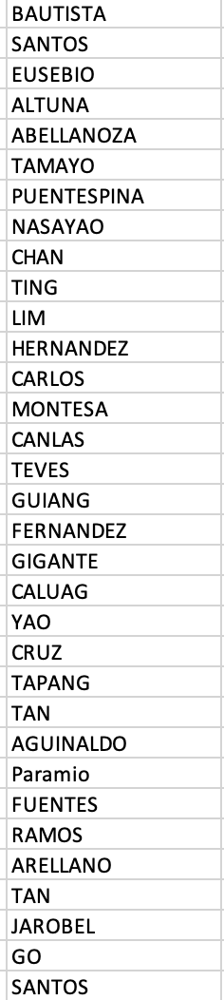 BAUTISTA
SANTOS
EUSEBIO
ALTUNA
ABELLANOZA
TAMAYO
PUENTESPINA
NASAYAO
CHAN
TING
LIM
HERNANDEZ
CARLOS
MONTESA
CANLAS
TEVES
GUIANG
FERNANDEZ
GIGANTE
CALUAG
YAO
CRUZ
TAPANG
TAN
AGUINALDO
Paramio
FUENTES
RAMOS
ARELLANO
TAN
JAROBEL
GO
SANTOS